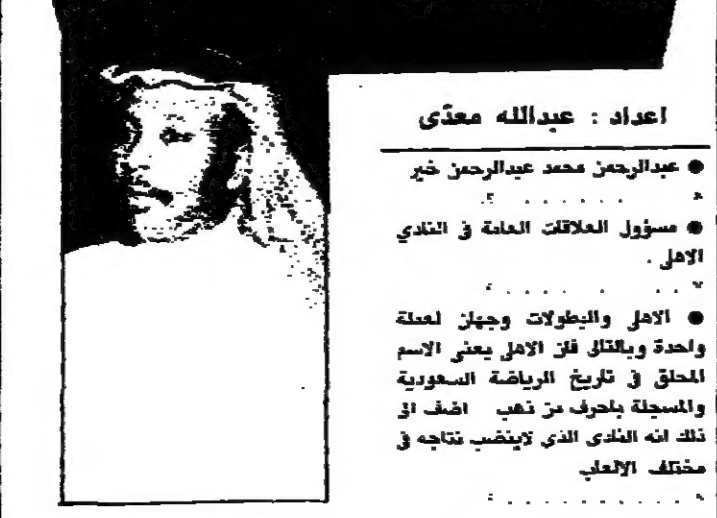 اعداد : عبدالله معدّى
● عبدالرحمن محمد عبدالرحمن خير
● مسؤول العلاقات العامة في النادي
الاهلي .
● الاهلي والبطولات وجهان لعملة
واحدة وبالتالي فان الاهلي يعني الاسم
المحلق في تاريخ الرياضة السعودية
والمسجلة باحرف من ذهب اضف الى
ذلك انه النادي الذي لاينضب نتاجه في
مختلف الالعاب